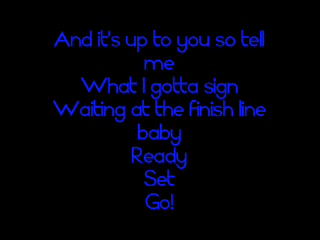 And it's up to you so tell
me
What I gotta sign
Waiting at the finish line
baby
Ready
Set
Go!